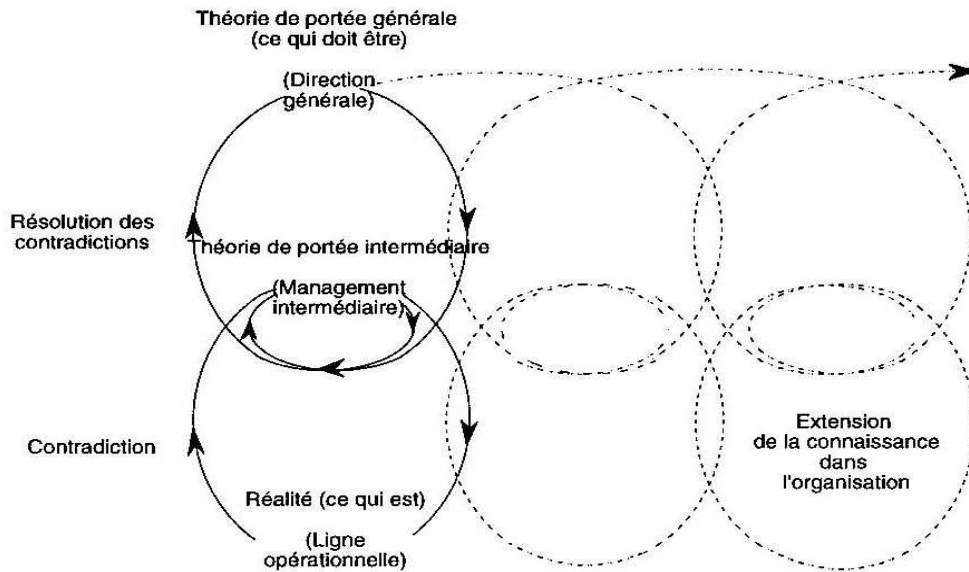 Théorie de portée générale
(ce qui doit être)
(Direction
générale)
Résolution des
contradictions
Théorie de portée intermédiaire
(Management
intermédiaire)
Contradiction
Extension
de la connaissance
dans
l'organisation
Réalité (ce qui est)
(Ligne
opérationnelle)